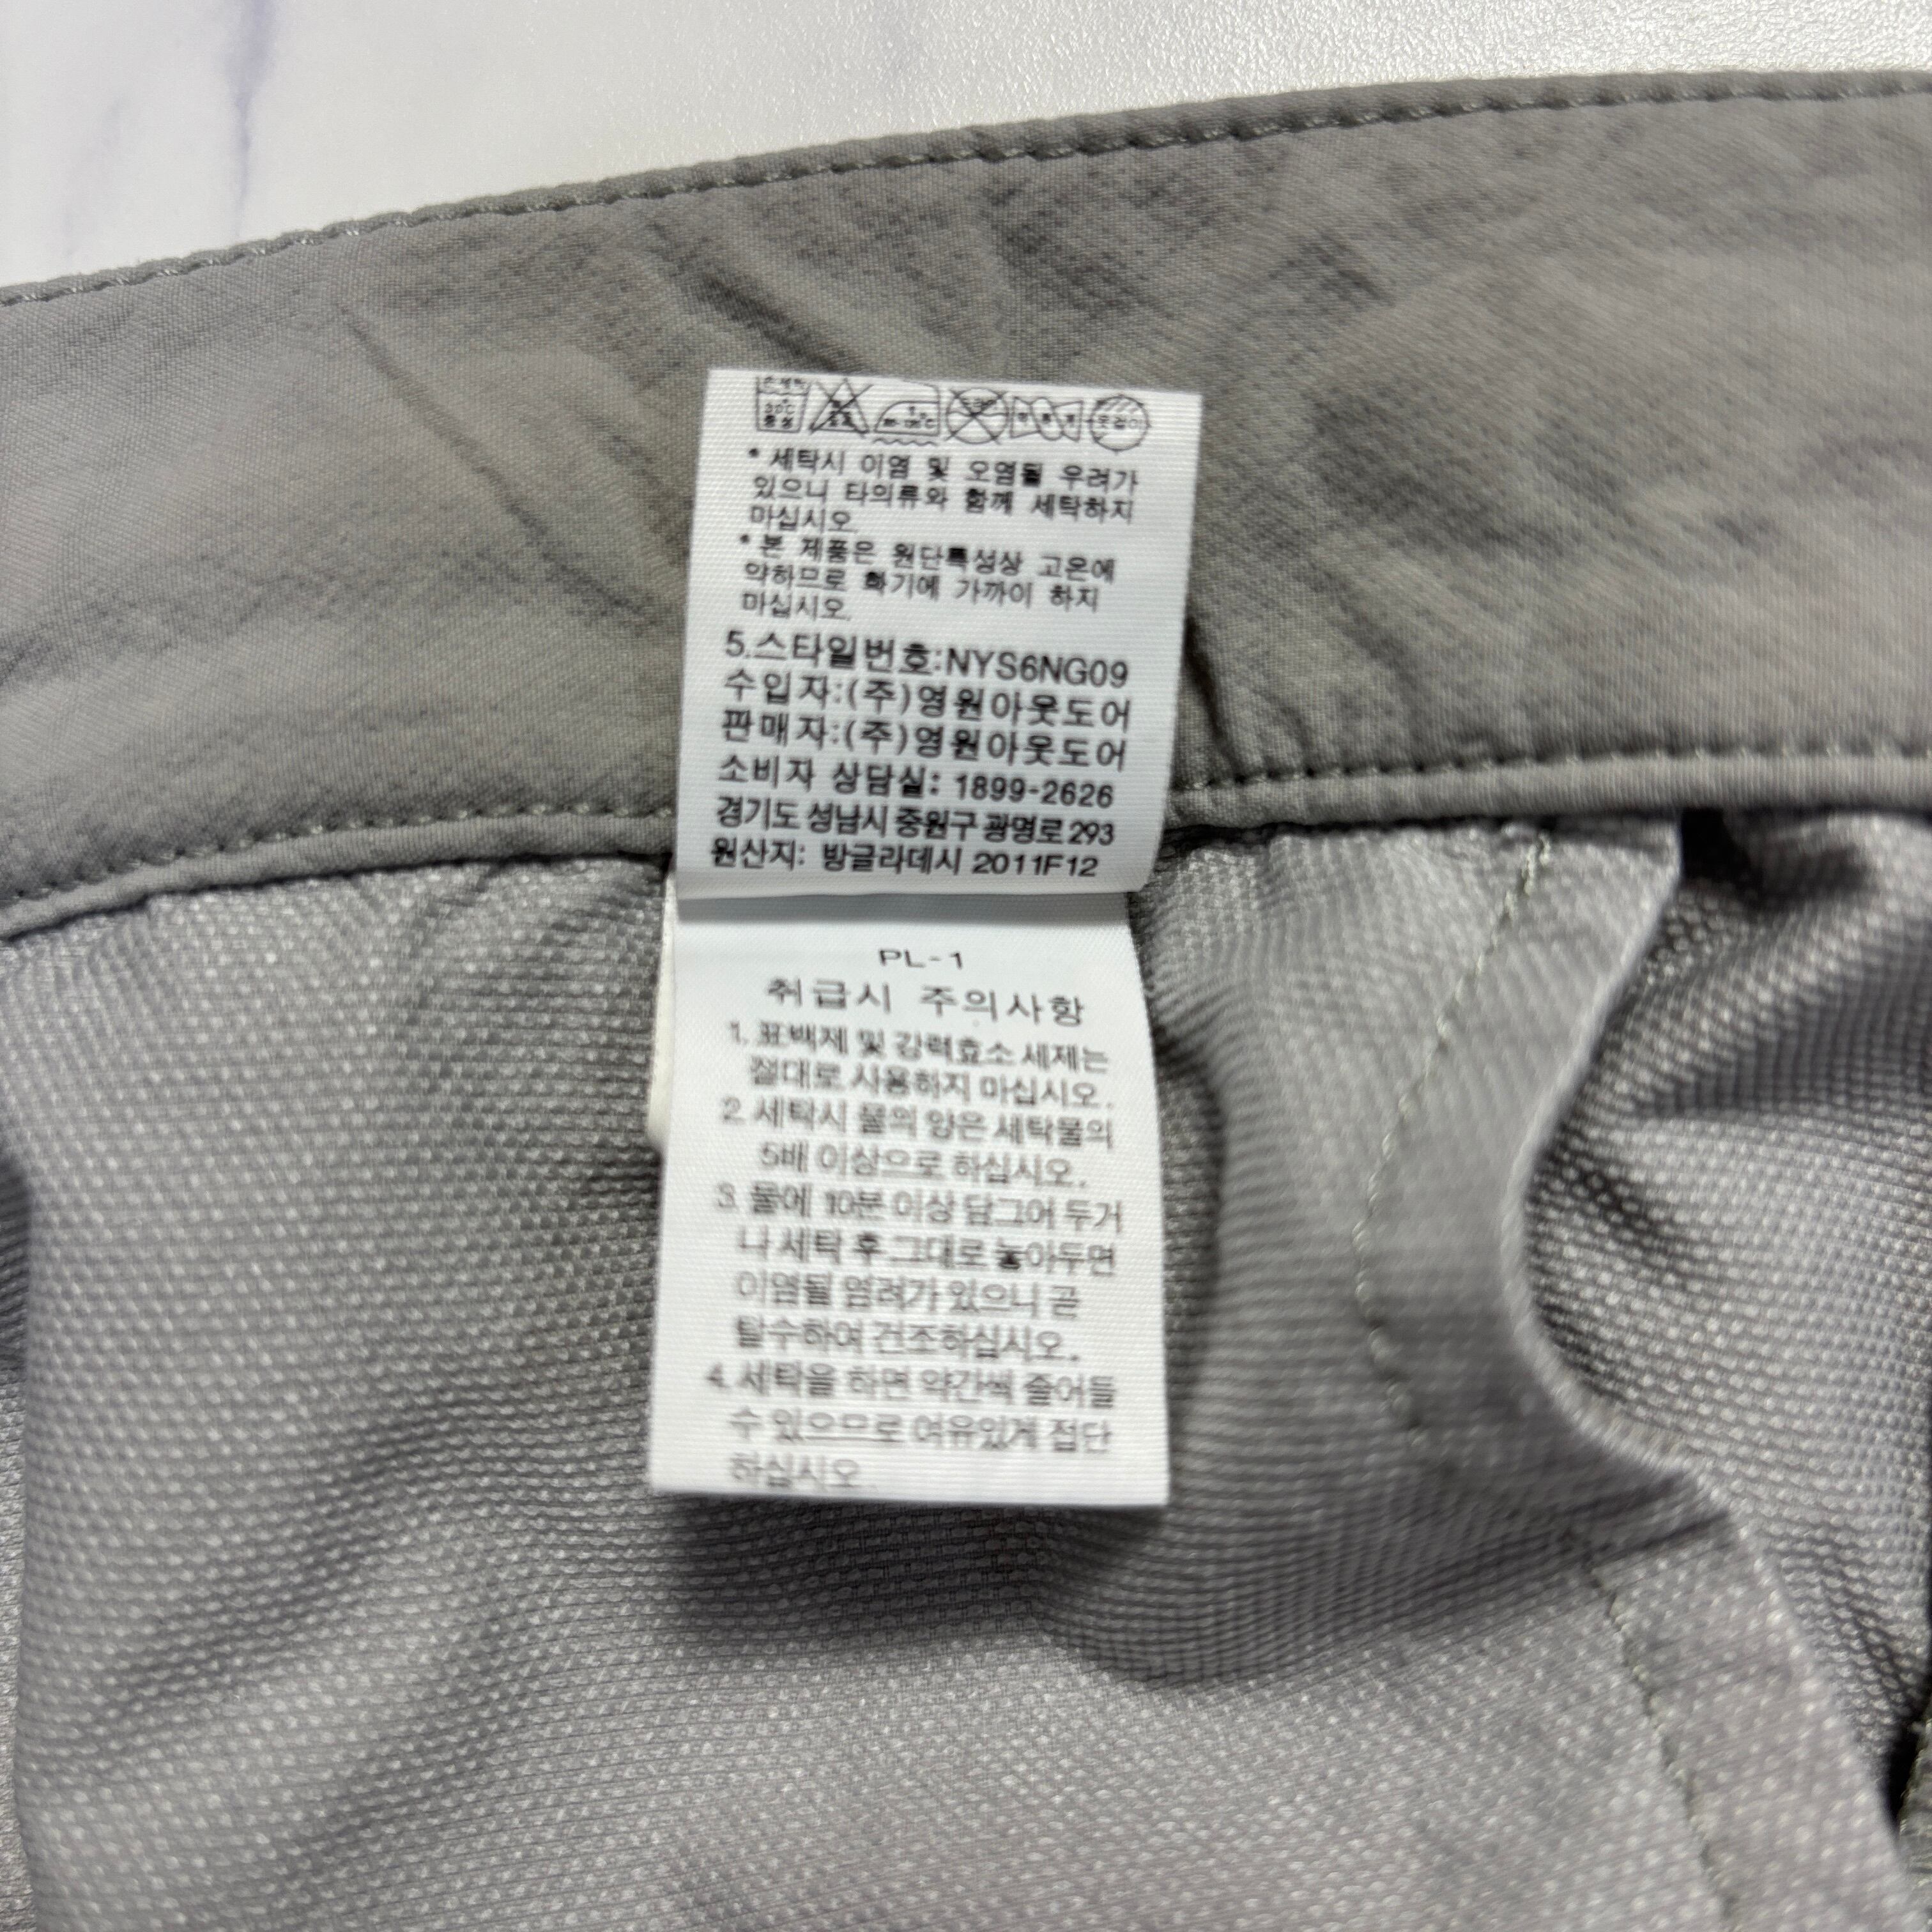 * 세탁시 이염 및 오염될 우려가
있으니 타의류와 함께 세탁하지
마십시오.
* 본 제품은 원단특성상 고온에
약하므로 화기에 가까이 하지
마십시오.
5.스타일번호:NYS6NG09
수입자:(주)영원아웃도어
판매자:(주)영원아웃도어
소비자 상담실: 1899-2626
경기도 성남시 중원구 광명로 293
원산지: 방글라데시 2011F12
PL-1
취급시 주의사항
1. 표백제 및 강력효소 세제는
절대로 사용하지 마십시오.
2. 세탁시 물의 양은 세탁물의
5배 이상으로 하십시오.
3. 물에 10분 이상 담그어 두거
나 세탁 후 그대로 놓아두면
이염될 염려가 있으니 곧
탈수하여 건조하십시오.
4. 세탁을 하면 약간씩 줄어들
수 있으므로 여유있게 접단
하십시오.